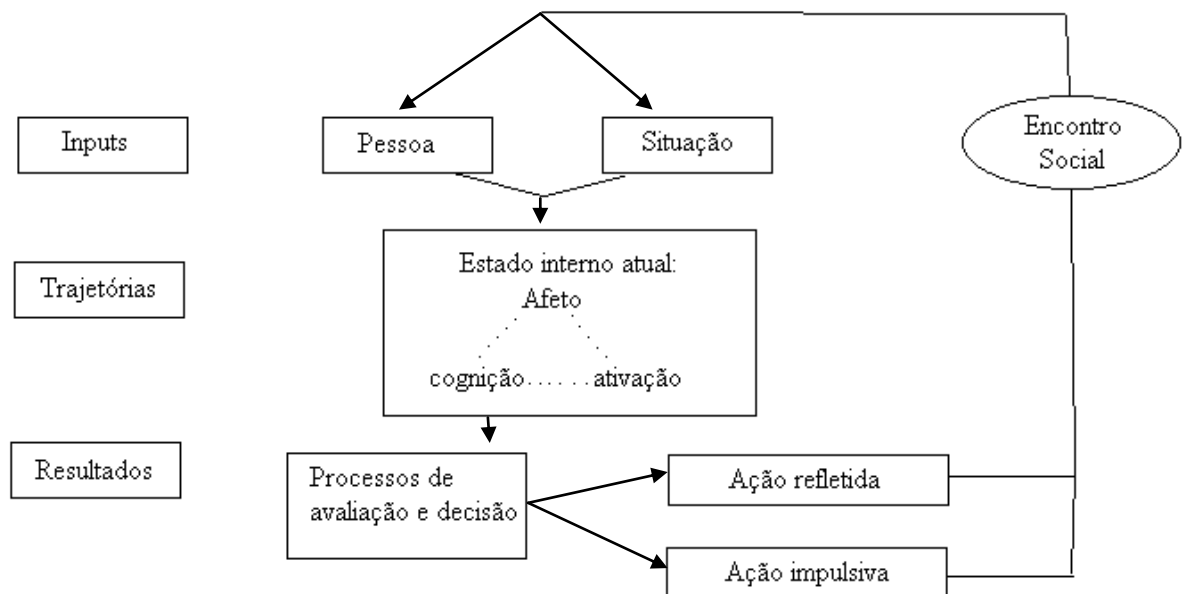 Inputs
Pessoa
Situação
Encontro
Social
Trajetórias
Estado interno atual:
Afeto
cognição......ativação
Resultados
Processos de
avaliação e decisão
Ação refletida
Ação impulsiva